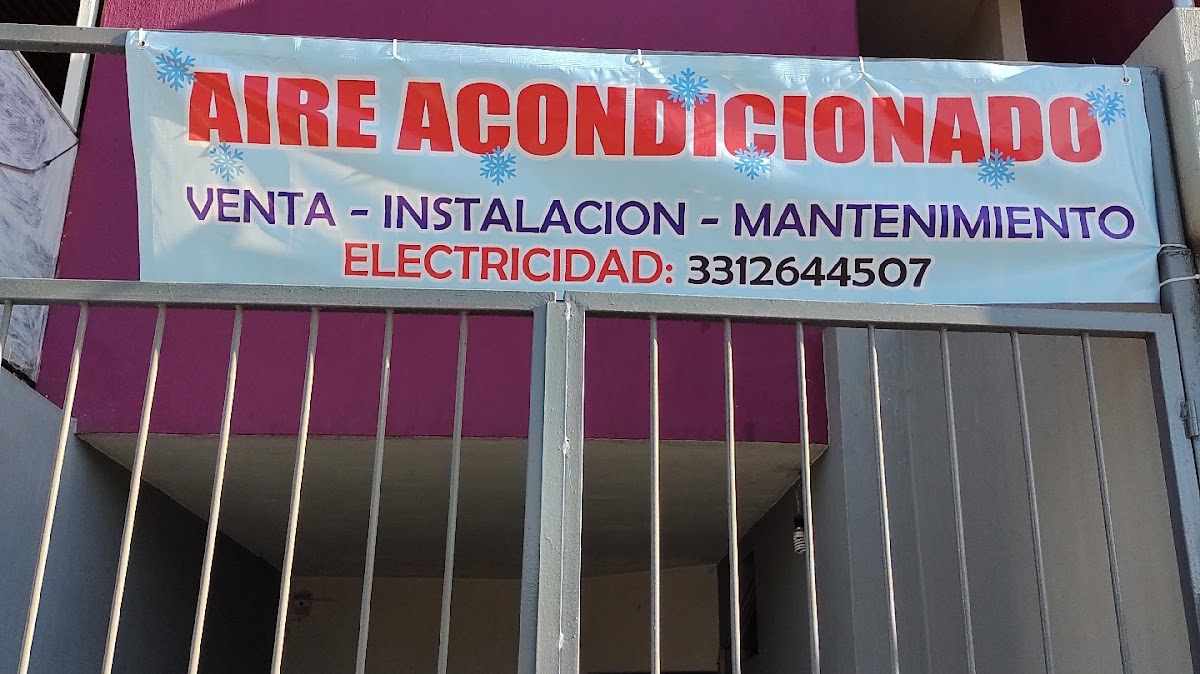 AIRE ACONDICIONADO
VENTA - INSTALACION - MANTENIMIENTO
ELECTRICIDAD: 3312644507